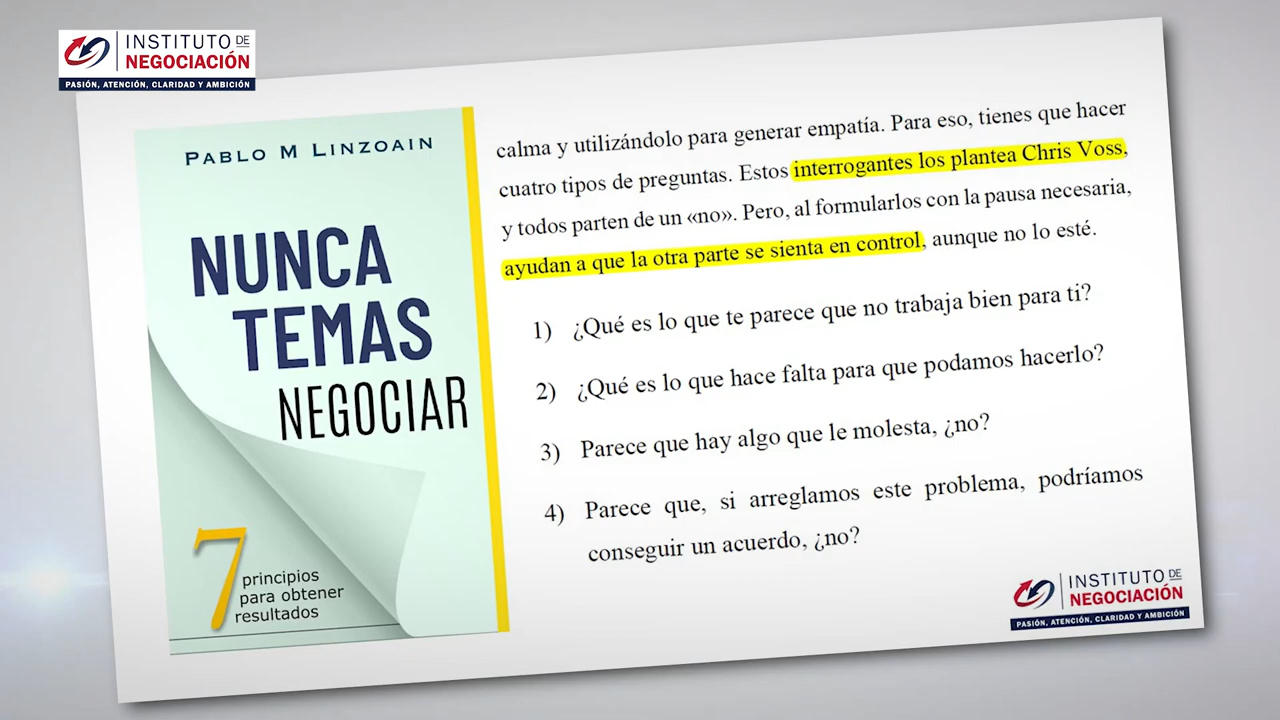 INSTITUTO DE
NEGOCIACIÓN
PASIÓN, ATENCIÓN, CLARIDAD Y AMBICIÓN
PABLO M LINZOAIN
NUNCA
TEMAS
NEGOCIAR
7
principios
para obtener
resultados
calma y utilizándolo para generar empatía. Para eso, tienes que hacer
cuatro tipos de preguntas. Estos interrogantes los plantea Chris Voss,
y todos parten de un «no». Pero, al formularlos con la pausa necesaria,
ayudan a que la otra parte se sienta en control, aunque no lo esté.
1) ¿Qué es lo que te parece que no trabaja bien para ti?
2) ¿Qué es lo que hace falta para que podamos hacerlo?
3) Parece que hay algo que le molesta, ¿no?
4) Parece que, si arreglamos este problema, podríamos
conseguir un acuerdo, ¿no?
INSTITUTO DE
NEGOCIACIÓN
PASIÓN, ATENCIÓN, CLARIDAD Y AMBICIÓN